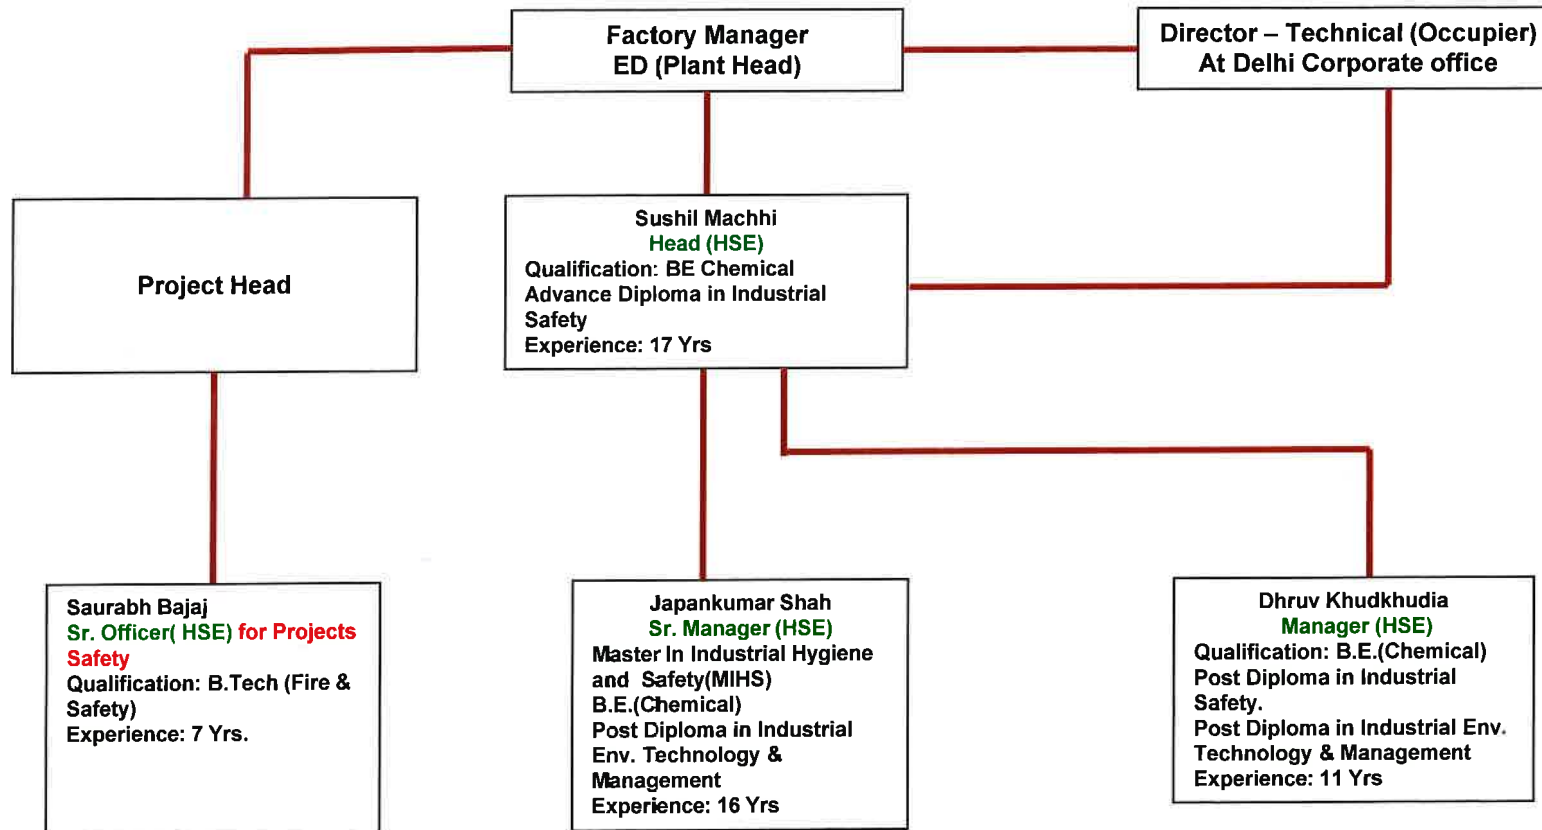 Factory Manager
ED (Plant Head)
Director – Technical (Occupier)
At Delhi Corporate office
Project Head
Sushil Machhi
Head (HSE)
Qualification: BE Chemical
Advance Diploma in Industrial
Safety
Experience: 17 Yrs
Saurabh Bajaj
Sr. Officer( HSE) for Projects
Safety
Qualification: B.Tech (Fire &
Safety)
Experience: 7 Yrs.
Japankumar Shah
Sr. Manager (HSE)
Master In Industrial Hygiene
and Safety(MIHS)
B.E.(Chemical)
Post Diploma in Industrial
Env. Technology &
Management
Experience: 16 Yrs
Dhruv Khudkhudia
Manager (HSE)
Qualification: B.E.(Chemical)
Post Diploma in Industrial
Safety.
Post Diploma in Industrial Env.
Technology & Management
Experience: 11 Yrs